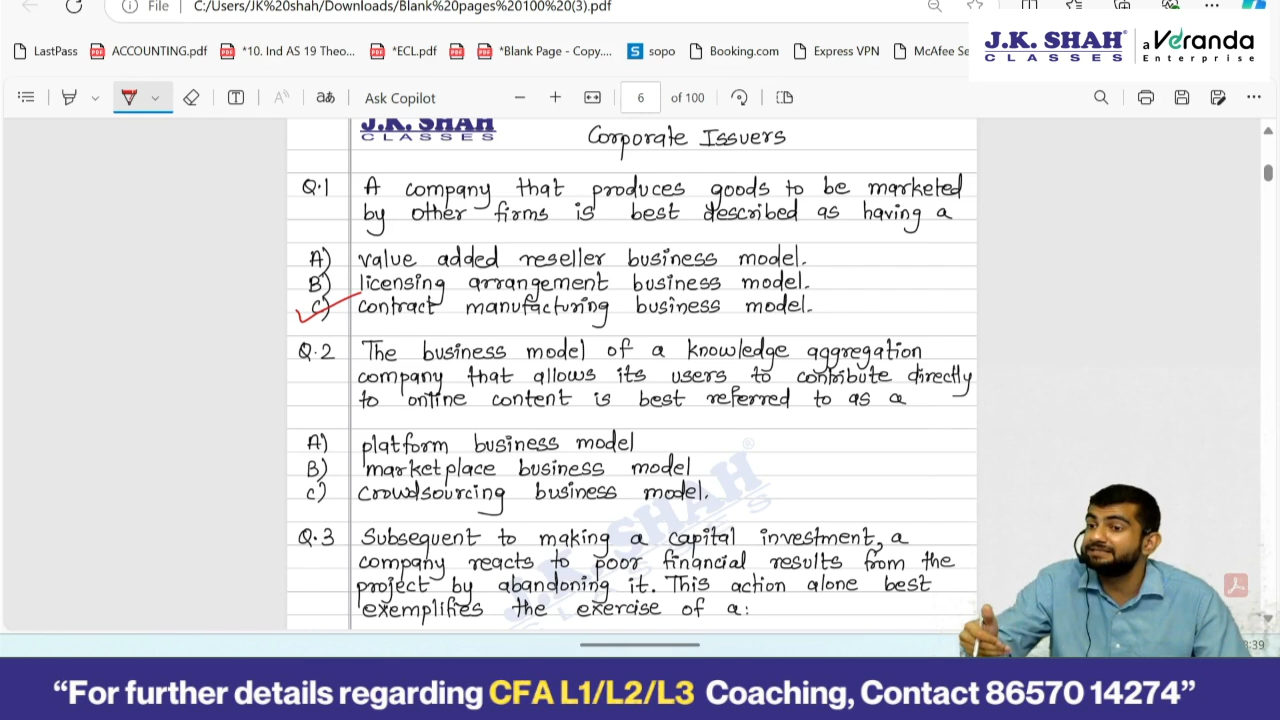 File C:/Users/JK%20shah/Downloads/Blank%20pages%20100%20(3).pdf
LastPass ACCOUNTING.pdf *10. Ind AS 19 Theo... *ECL.pdf *Blank Page - Copy.... sopo Booking.com Express VPN McAfee Se
J.K. SHAH CLASSES a Veranda Enterprise
Ask Copilot 6 of 100
J.K. SHAH
CLASSES
Corporate Issuers
Q.1 A company that produces goods to be marketed
by other firms is best described as having a
A) value added reseller business model.
B) licensing arrangement business model.
C) contract manufacturing business model.
Q.2 The business model of a knowledge aggregation
company that allows its users to contribute directly
to online content is best referred to as a
A) platform business model
B) marketplace business model
C) crowdsourcing business model.
Q.3 Subsequent to making a capital investment, a
company reacts to poor financial results from the
project by abandoning it. This action alone best
exemplifies the exercise of a:
J.K. SHAH
:39
“For further details regarding CFA L1/L2/L3 Coaching, Contact 86570 14274”